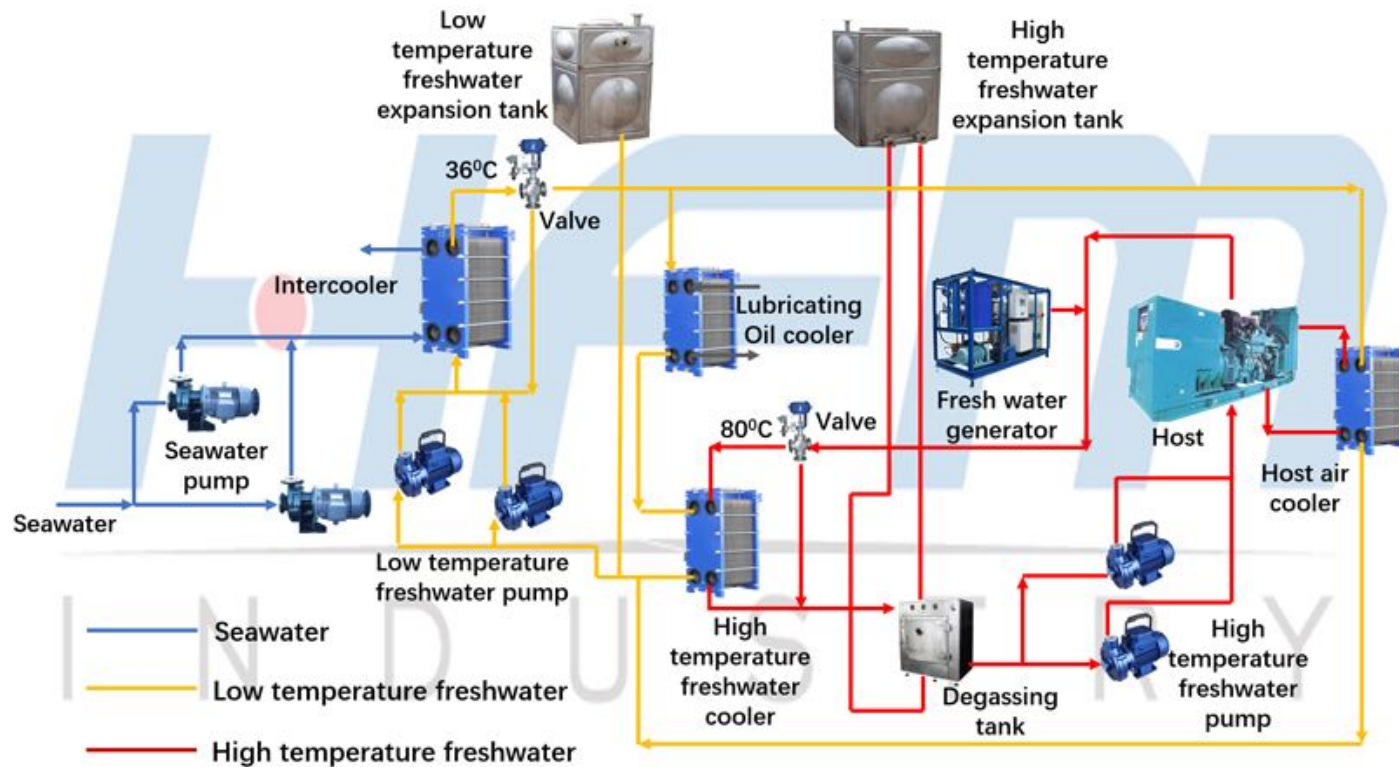 Low
temperature
freshwater
expansion tank
High
temperature
freshwater
expansion tank
36⁰C
Valve
Intercooler
Lubricating
Oil cooler
Fresh water
generator
Host
Host air
cooler
80⁰C
Valve
Seawater
pump
Seawater
Low temperature
freshwater pump
High
temperature
freshwater
cooler
Degassing
tank
High
temperature
freshwater
pump
Seawater
Low temperature freshwater
High temperature freshwater
HiAFM
INDUSTRY